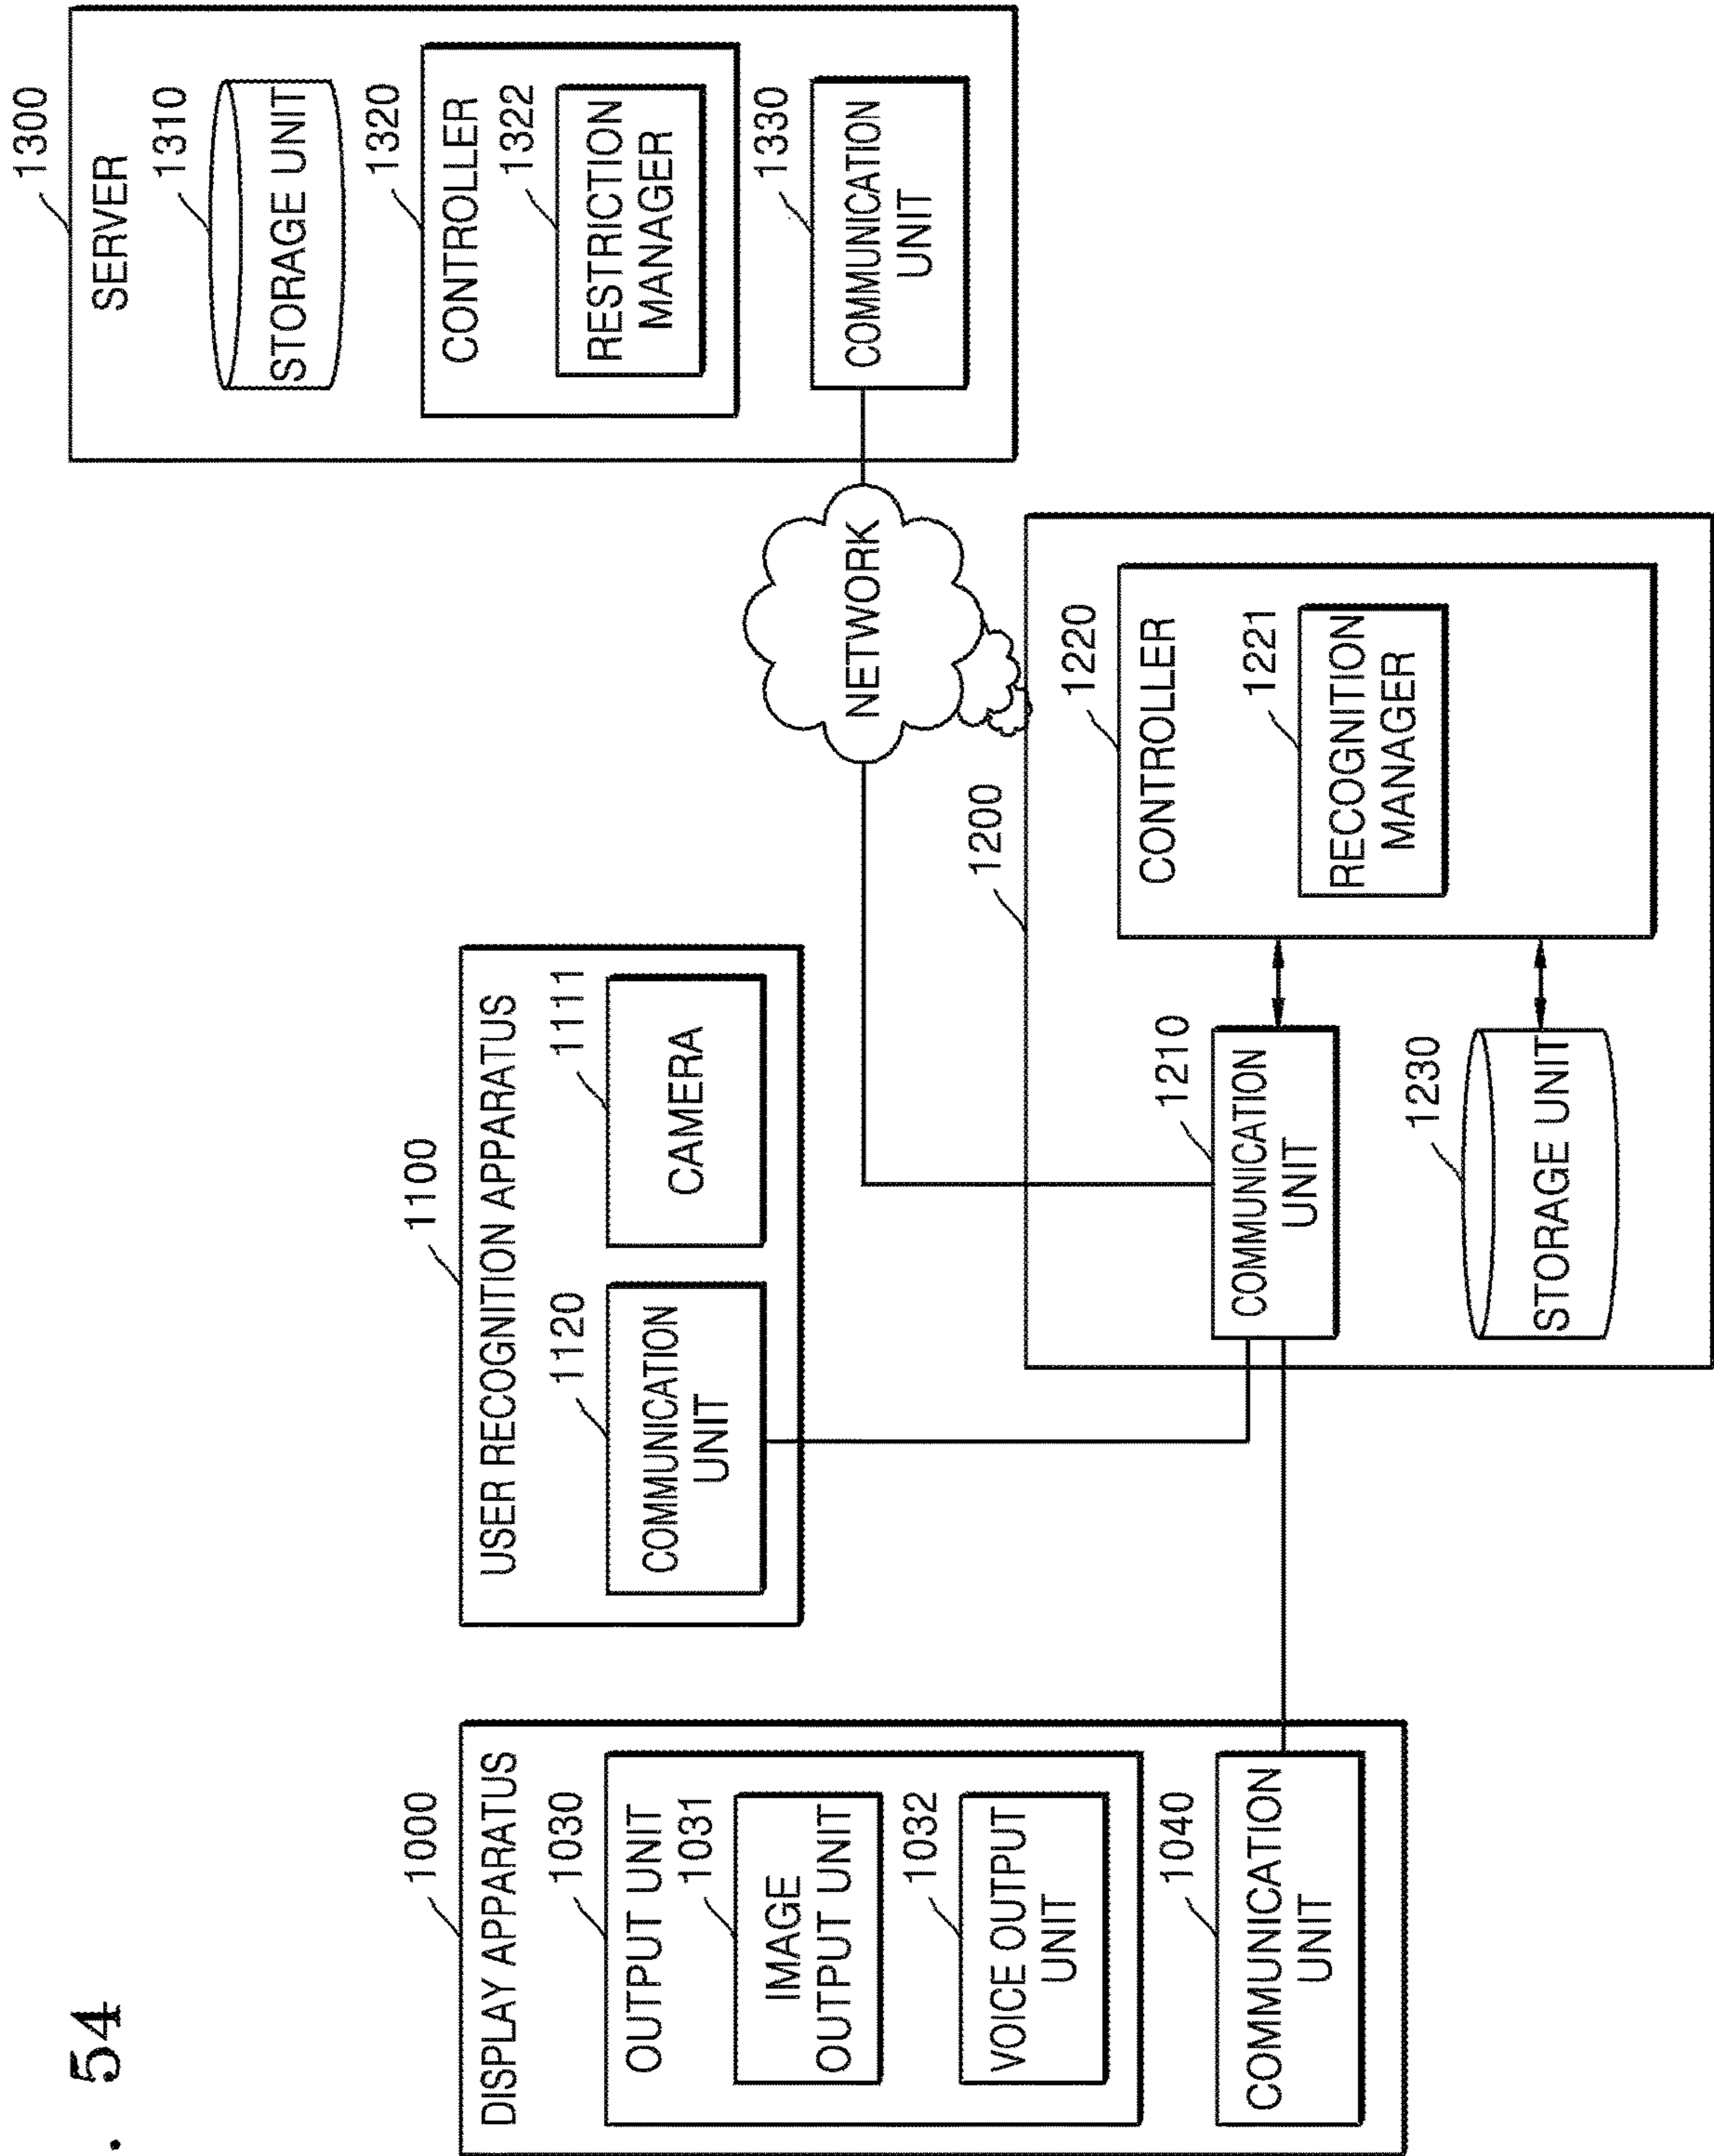 . 54
1000
DISPLAY APPARATUS
1030
OUTPUT UNIT
1031
IMAGE
OUTPUT UNIT
1032
VOICE OUTPUT
UNIT
1040
COMMUNICATION
UNIT
1100
USER RECOGNITION APPARATUS
1120
COMMUNICATION
UNIT
1111
CAMERA
1200
1210
COMMUNICATION
UNIT
1230
STORAGE UNIT
1220
CONTROLLER
1221
RECOGNITION
MANAGER
NETWORK
1300
SERVER
1310
STORAGE UNIT
1320
CONTROLLER
1322
RESTRICTION
MANAGER
1330
COMMUNICATION
UNIT